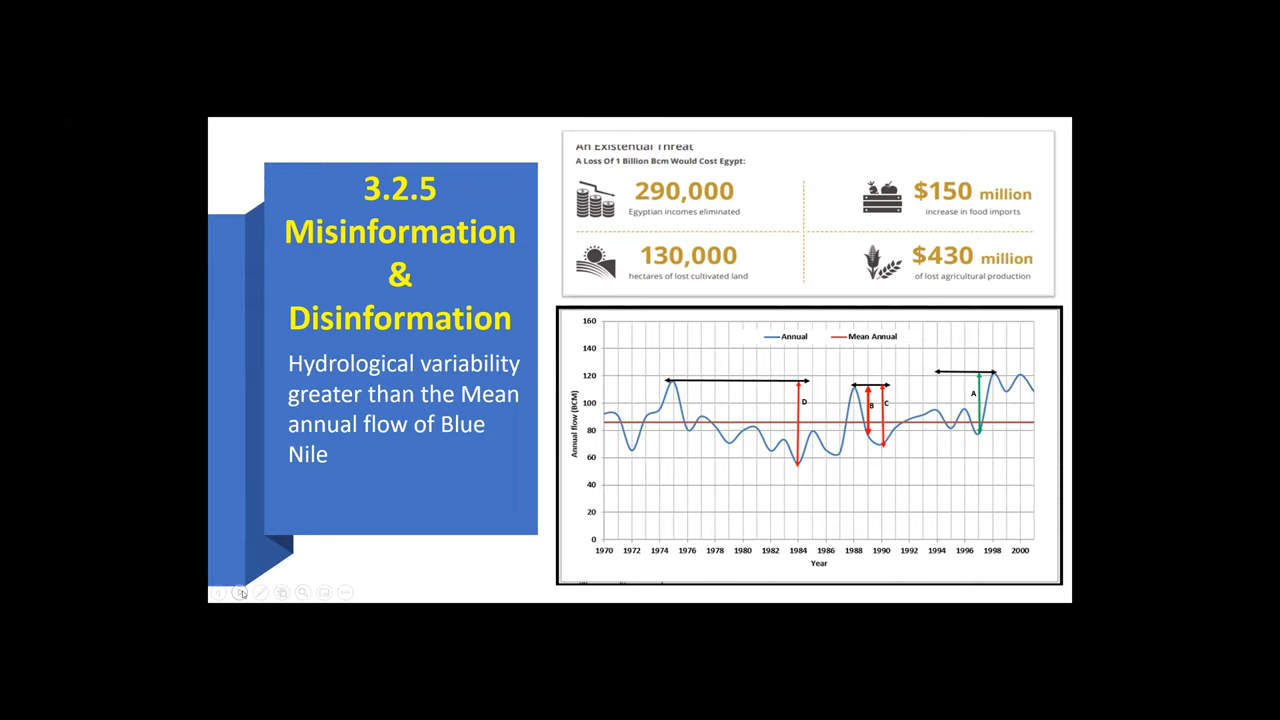 3.2.5
Misinformation
&
Disinformation
Hydrological variability
greater than the Mean
annual flow of Blue
Nile
An Existential Threat
A Loss Of 1 Billion Bcm Would Cost Egypt:
290,000
Egyptian incomes eliminated
$150 million
increase in food imports
130,000
hectares of lost cultivated land
$430 million
of lost agricultural production
Annual
Mean Annual
160
140
120
100
80
60
40
20
0
Annual flow (BCM)
D
B
C
A
1970 1972 1974 1976 1978 1980 1982 1984 1986 1988 1990 1992 1994 1996 1998 2000
Year